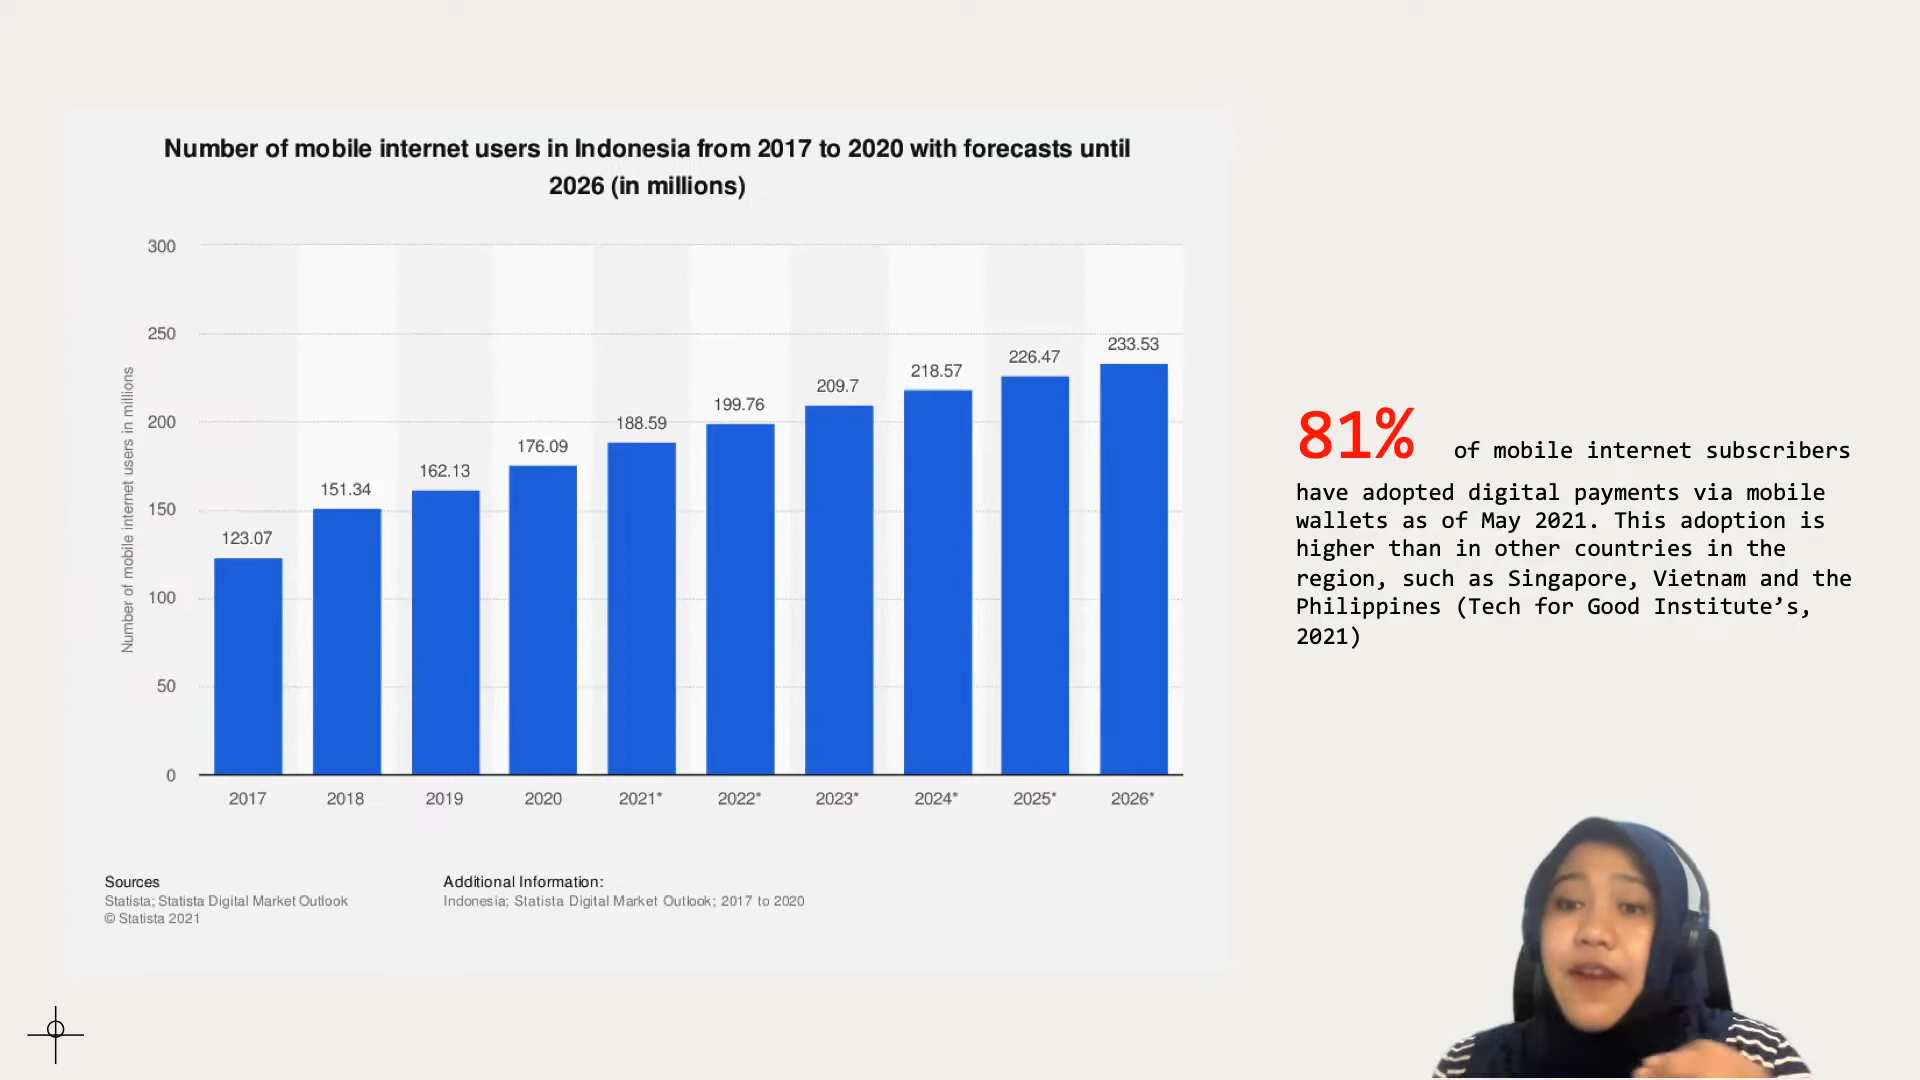 Number of mobile internet users in Indonesia from 2017 to 2020 with forecasts until
2026 (in millions)
Number of mobile internet users in millions
300
250
200
150
100
50
0
123.07
151.34
162.13
176.09
188.59
199.76
209.7
218.57
226.47
233.53
2017
2018
2019
2020
2021*
2022*
2023*
2024*
2025*
2026*
Sources
Statista; Statista Digital Market Outlook
© Statista 2021
Additional Information:
Indonesia; Statista Digital Market Outlook; 2017 to 2020
81% of mobile internet subscribers
have adopted digital payments via mobile
wallets as of May 2021. This adoption is
higher than in other countries in the
region, such as Singapore, Vietnam and the
Philippines (Tech for Good Institute’s,
2021)